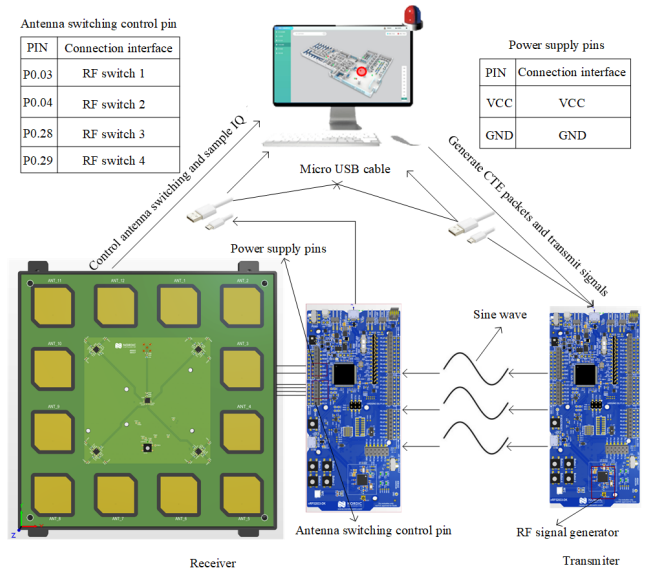 Antenna switching control pin
PIN Connection interface
P0.03 RF switch 1
P0.04 RF switch 2
P0.28 RF switch 3
P0.29 RF switch 4
Power supply pins
PIN Connection interface
VCC VCC
GND GND
Control antenna switching and sample IQ
Micro USB cable
Generate CTE packets and transmit signals
Power supply pins
ANT_11 ANT_12 ANT_1 ANT_2
ANT_10 ANT_3
ANT_4
ANT_7 ANT_6
Sine wave
Antenna switching control pin
RF signal generator
Receiver
Transmiter
Z